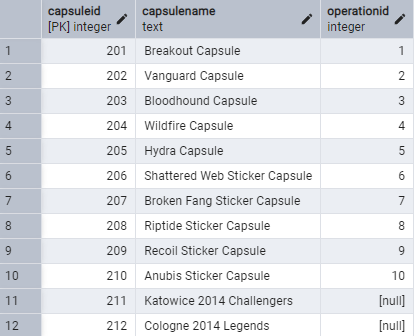 capsuleid capsulename operationid
[PK] integer text integer
1 201 Breakout Capsule 1
2 202 Vanguard Capsule 2
3 203 Bloodhound Capsule 3
4 204 Wildfire Capsule 4
5 205 Hydra Capsule 5
6 206 Shattered Web Sticker Capsule 6
7 207 Broken Fang Sticker Capsule 7
8 208 Riptide Sticker Capsule 8
9 209 Recoil Sticker Capsule 9
10 210 Anubis Sticker Capsule 10
11 211 Katowice 2014 Challengers [null]
12 212 Cologne 2014 Legends [null]